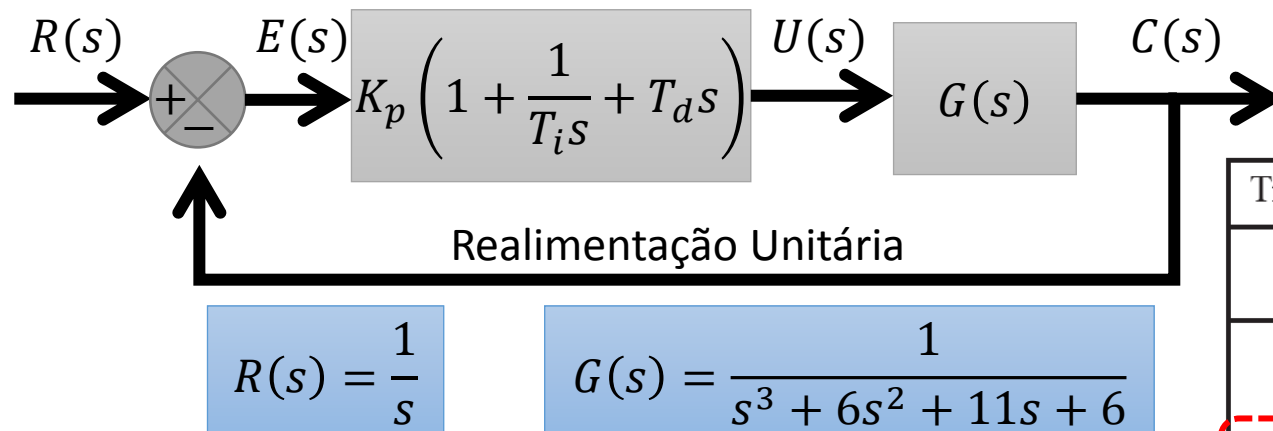 R(s) E(s) U(s) C(s)
+ − K_p (1 + 1/(T_i s) + T_d s) G(s)
Realimentação Unitária
R(s) = 1/s G(s) = 1/(s³ + 6s² + 11s + 6)